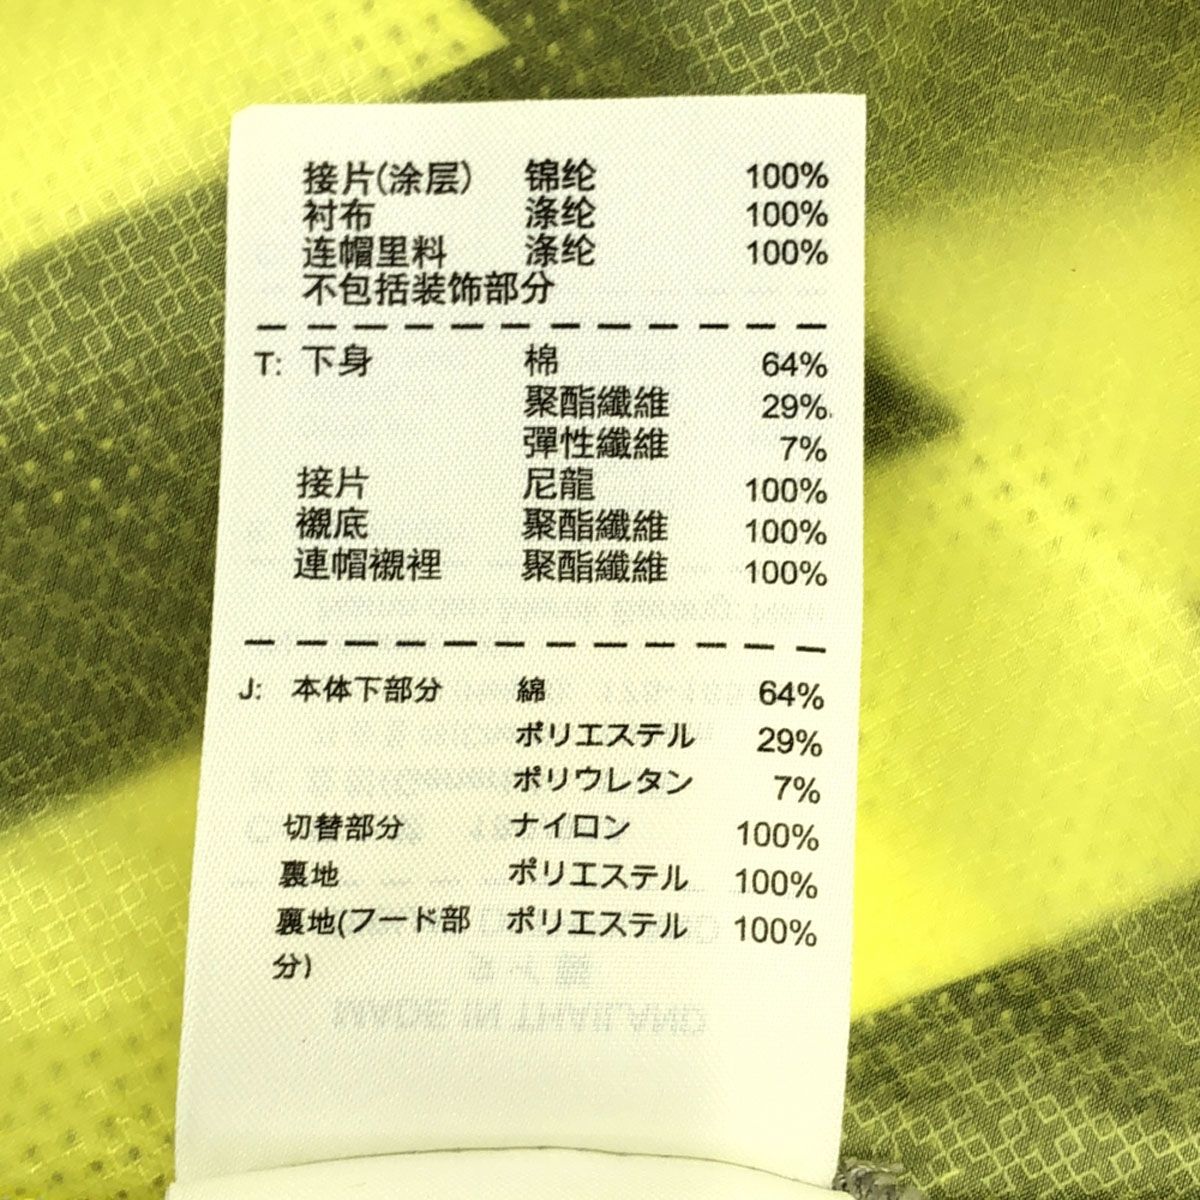 接片(涂层) 锦纶 100%
衬布 涤纶 100%
连帽里料 涤纶 100%
不包括装饰部分
T: 下身 棉 64%
聚酯纖維 29%
彈性纖維 7%
接片 尼龍 100%
襯底 聚酯纖維 100%
連帽襯裡 聚酯纖維 100%
J: 本体下部分 綿 64%
ポリエステル 29%
ポリウレタン 7%
切替部分 ナイロン 100%
裏地 ポリエステル 100%
裏地(フード部 ポリエステル 100%
分)
MADE IN THAILAND